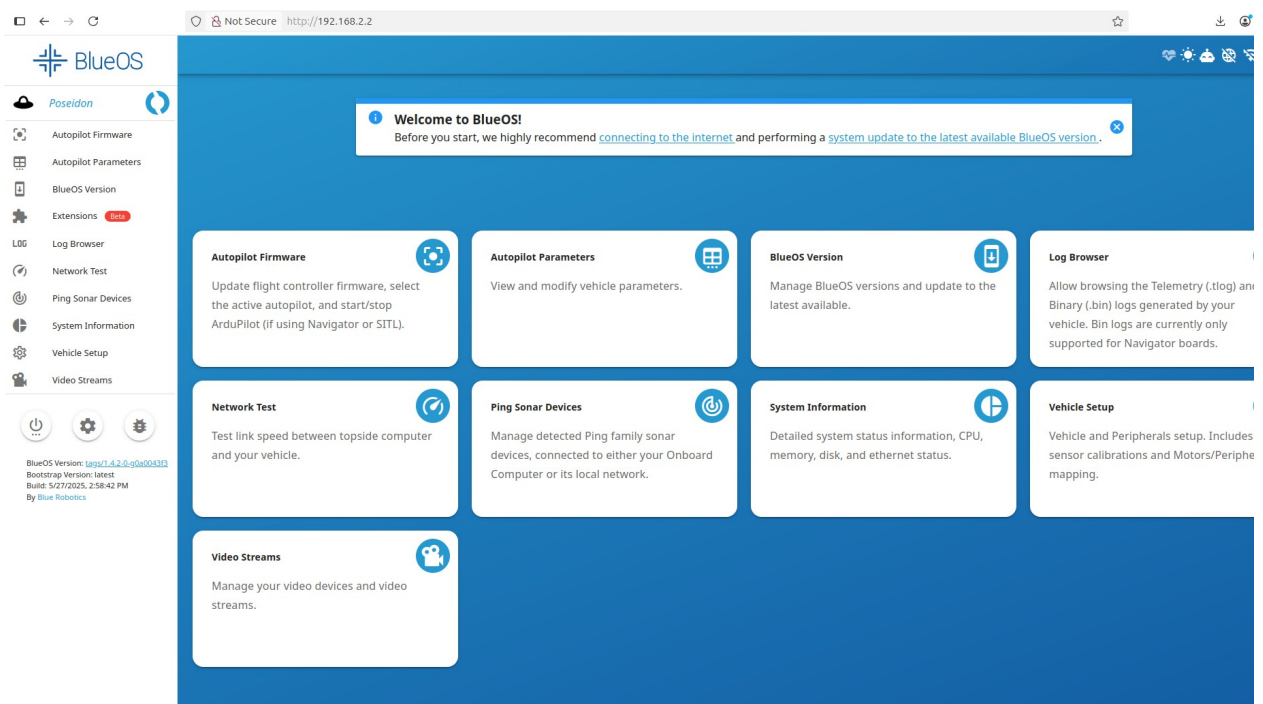 Not Secure http://192.168.2.2
BlueOS
Poseidon
Autopilot Firmware
Autopilot Parameters
BlueOS Version
Extensions Beta
LOG Log Browser
Network Test
Ping Sonar Devices
System Information
Vehicle Setup
Video Streams
BlueOS Version: tags/1.4.2-0-g0a0043f3
Bootstrap Version: latest
Build: 5/27/2025, 2:58:42 PM
By Blue Robotics
Welcome to BlueOS!
Before you start, we highly recommend connecting to the internet and performing a system update to the latest available BlueOS version .
Autopilot Firmware
Update flight controller firmware, select
the active autopilot, and start/stop
ArduPilot (if using Navigator or SITL).
Autopilot Parameters
View and modify vehicle parameters.
BlueOS Version
Manage BlueOS versions and update to the
latest available.
Log Browser
Allow browsing the Telemetry (.tlog) and
Binary (.bin) logs generated by your
vehicle. Bin logs are currently only
supported for Navigator boards.
Network Test
Test link speed between topside computer
and your vehicle.
Ping Sonar Devices
Manage detected Ping family sonar
devices, connected to either your Onboard
Computer or its local network.
System Information
Detailed system status information, CPU,
memory, disk, and ethernet status.
Vehicle Setup
Vehicle and Peripherals setup. Includes
sensor calibrations and Motors/Periphe
mapping.
Video Streams
Manage your video devices and video
streams.